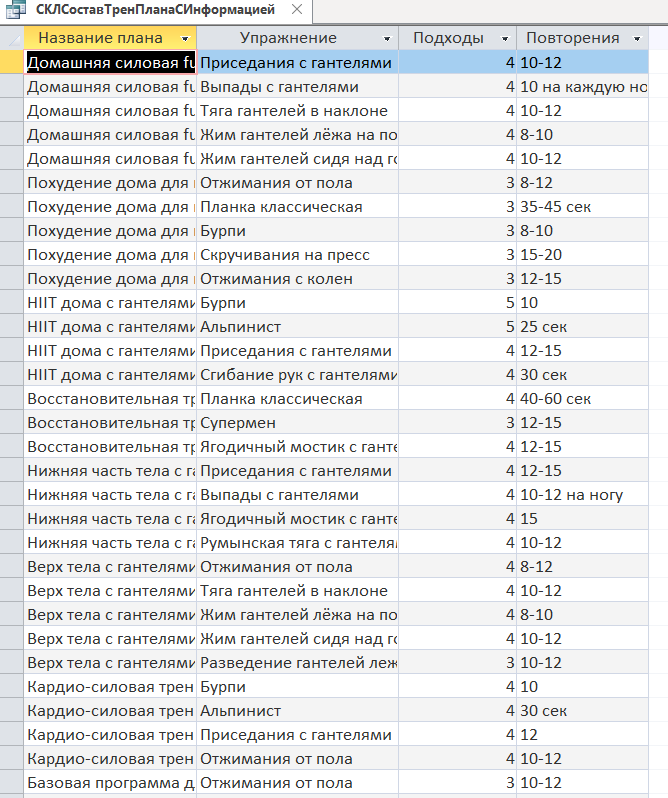 СКЛСоставТренПланаСИнформацией
Название плана Упражнение Подходы Повторения
Домашняя силовая fu Приседания с гантелями 4 10-12
Домашняя силовая fu Выпады с гантелями 4 10 на каждую но
Домашняя силовая fu Тяга гантелей в наклоне 4 10-12
Домашняя силовая fu Жим гантелей лёжа на по 4 8-10
Домашняя силовая fu Жим гантелей сидя над го 4 10-12
Похудение дома для Отжимания от пола 3 8-12
Похудение дома для Планка классическая 3 35-45 сек
Похудение дома для Бурпи 3 8-10
Похудение дома для Скручивания на пресс 3 15-20
Похудение дома для Отжимания с колен 3 12-15
HIIT дома с гантелями Бурпи 5 10
HIIT дома с гантелями Альпинист 5 25 сек
HIIT дома с гантелями Приседания с гантелями 4 12-15
HIIT дома с гантелями Сгибание рук с гантелями 4 30 сек
Восстановительная тр Планка классическая 4 40-60 сек
Восстановительная тр Супермен 3 12-15
Восстановительная тр Ягодичный мостик с ганте 4 12-15
Нижняя часть тела с га Приседания с гантелями 4 12-15
Нижняя часть тела с га Выпады с гантелями 4 10-12 на ногу
Нижняя часть тела с га Ягодичный мостик с ганте 4 15
Нижняя часть тела с га Румынская тяга с гантеля 4 10-12
Верх тела с гантелями Отжимания от пола 4 8-12
Верх тела с гантелями Тяга гантелей в наклоне 4 10-12
Верх тела с гантелями Жим гантелей лёжа на по 4 8-10
Верх тела с гантелями Жим гантелей сидя над го 4 10-12
Верх тела с гантелями Разведение гантелей леж 3 10-12
Кардио-силовая трен Бурпи 4 10
Кардио-силовая трен Альпинист 4 30 сек
Кардио-силовая трен Приседания с гантелями 4 12
Кардио-силовая трен Отжимания от пола 4 10-12
Базовая программа д Отжимания от пола 3 10-12